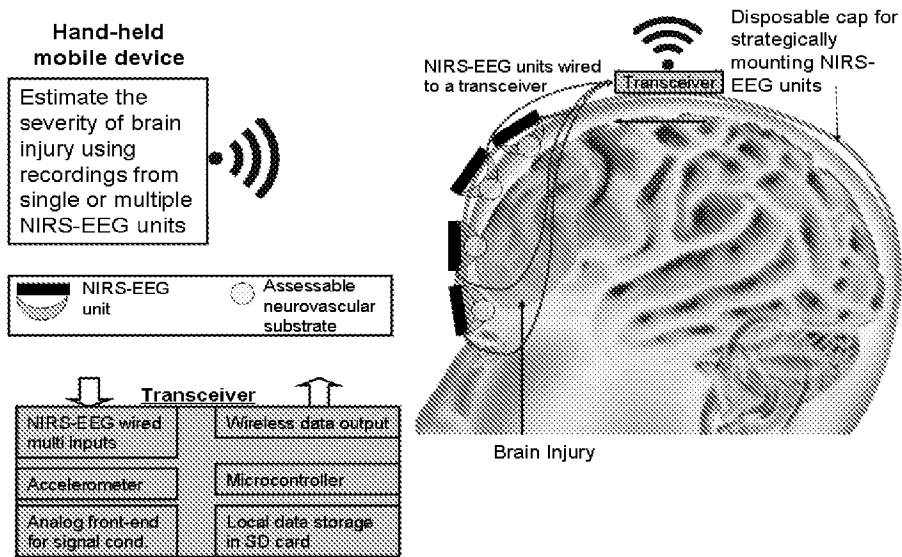 Hand-held
mobile device
Estimate the
severity of brain
injury using
recordings from
single or multiple
NIRS-EEG units
NIRS-EEG units wired
to a transceiver
Transceiver
Disposable cap for
strategically
mounting NIRS-
EEG units
NIRS-EEG
unit
Assessable
neurovascular
substrate
Brain Injury
Transceiver
NIRS-EEG wired
multi inputs
Wireless data output
Accelerometer
Microcontroller
Analog front-end
for signal cond.
Local data storage
in SD card